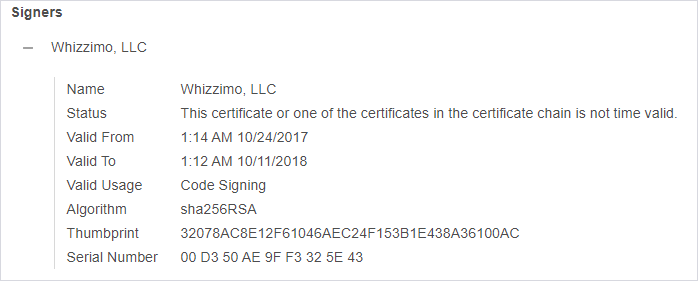 Signers
Whizzimo, LLC
Name Whizzimo, LLC
Status This certificate or one of the certificates in the certificate chain is not time valid.
Valid From 1:14 AM 10/24/2017
Valid To 1:12 AM 10/11/2018
Valid Usage Code Signing
Algorithm sha256RSA
Thumbprint 32078AC8E12F61046AEC24F153B1E438A36100AC
Serial Number 00 D3 50 AE 9F F3 32 5E 43